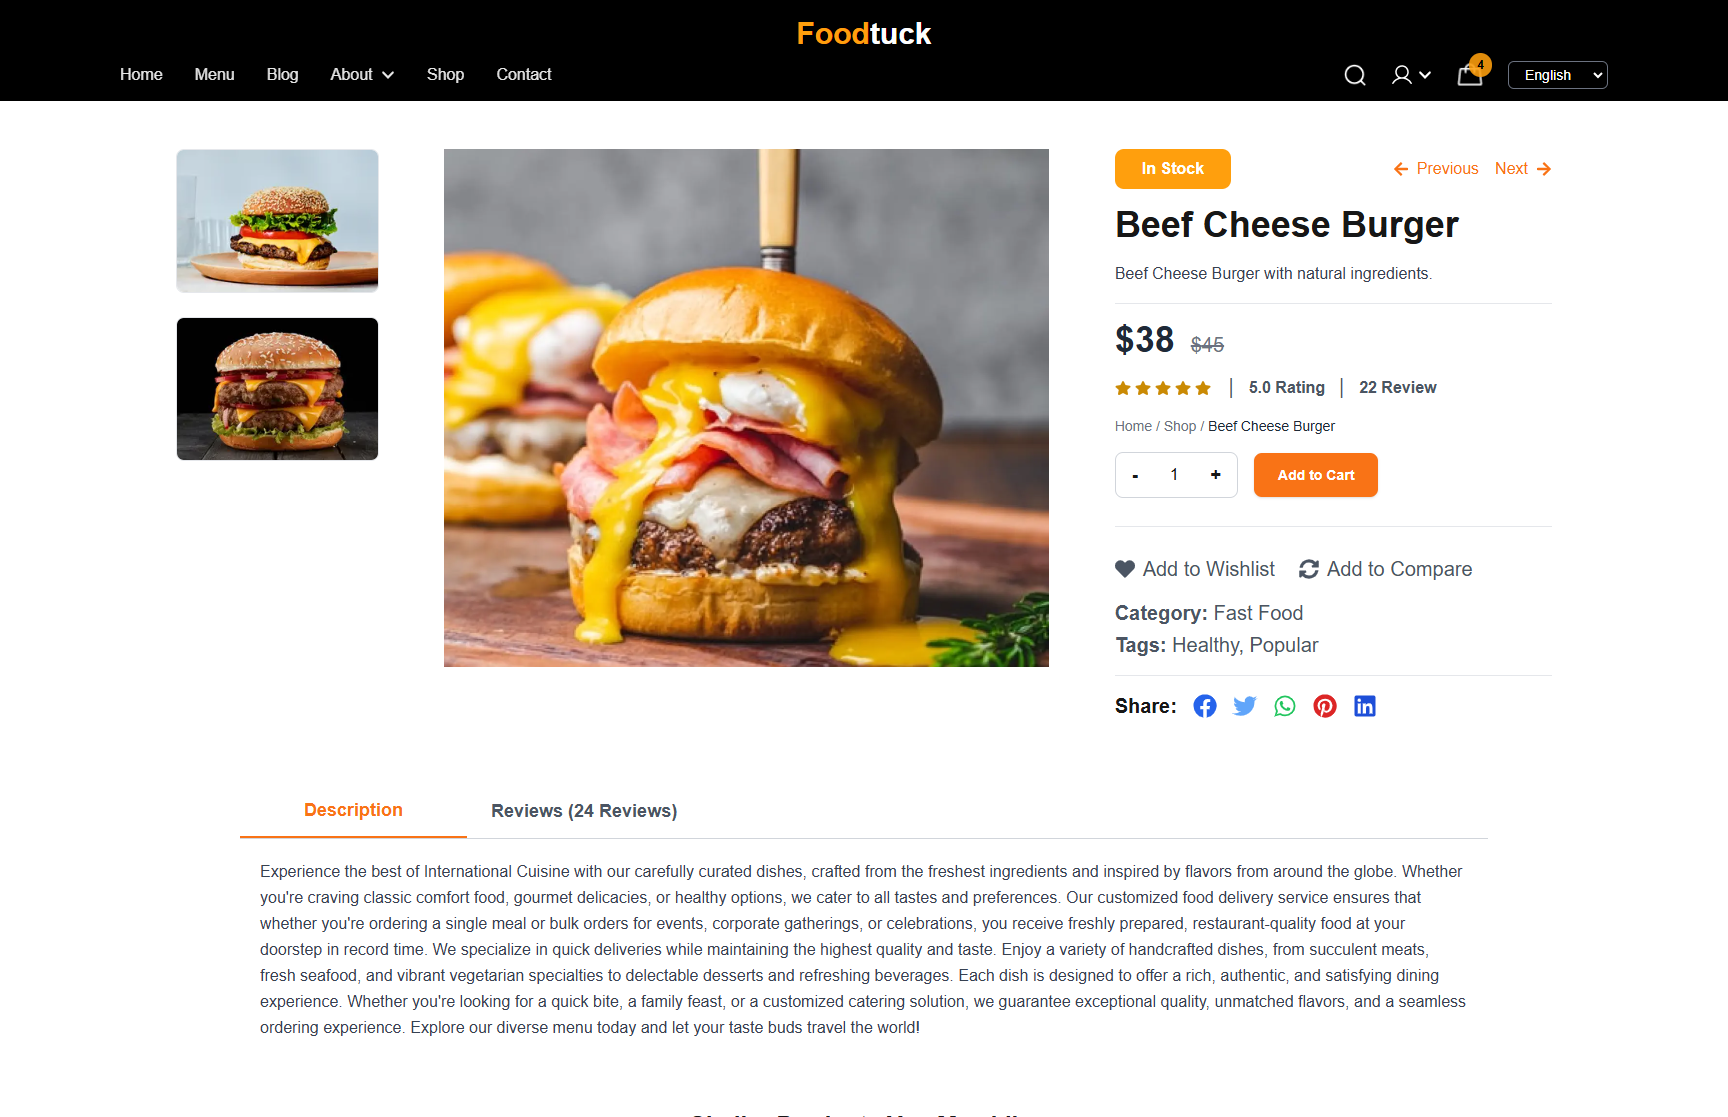 Foodtuck
Home Menu Blog About Shop Contact
4
English
In Stock
Previous Next
Beef Cheese Burger
Beef Cheese Burger with natural ingredients.
$38 $45
5.0 Rating | 22 Review
Home / Shop / Beef Cheese Burger
- 1 + Add to Cart
Add to Wishlist Add to Compare
Category: Fast Food
Tags: Healthy, Popular
Share:
Description Reviews (24 Reviews)
Experience the best of International Cuisine with our carefully curated dishes, crafted from the freshest ingredients and inspired by flavors from around the globe. Whether
you're craving classic comfort food, gourmet delicacies, or healthy options, we cater to all tastes and preferences. Our customized food delivery service ensures that
whether you're ordering a single meal or bulk orders for events, corporate gatherings, or celebrations, you receive freshly prepared, restaurant-quality food at your
doorstep in record time. We specialize in quick deliveries while maintaining the highest quality and taste. Enjoy a variety of handcrafted dishes, from succulent meats,
fresh seafood, and vibrant vegetarian specialties to delectable desserts and refreshing beverages. Each dish is designed to offer a rich, authentic, and satisfying dining
experience. Whether you're looking for a quick bite, a family feast, or a customized catering solution, we guarantee exceptional quality, unmatched flavors, and a seamless
ordering experience. Explore our diverse menu today and let your taste buds travel the world!